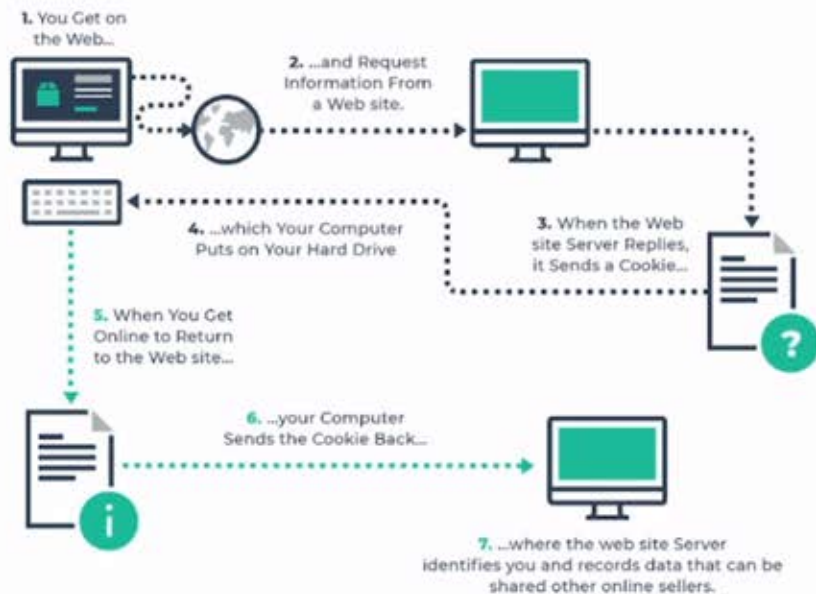 1. You Get on
the Web...
2. ...and Request
Information From
a Web site.
3. When the Web
site Server Replies,
it Sends a Cookie...
4. ...which Your Computer
Puts on Your Hard Drive
?
5. When You Get
Online to Return
to the Web site...
6. ...your Computer
Sends the Cookie Back...
i
7. ...where the web site Server
identifies you and records data that can be
shared other online sellers.